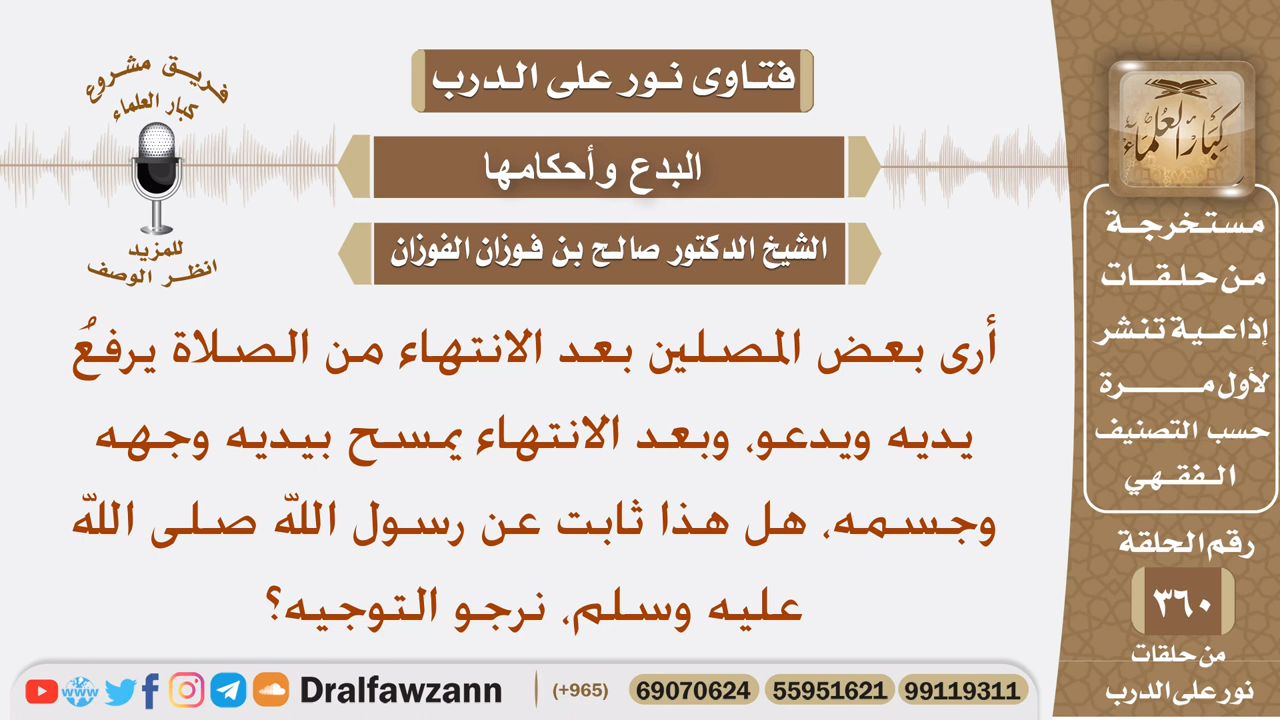 فتاوى نور على الدرب
البدع وأحكامها
الشيخ الدكتور صالح بن فوزان الفوزان
أرى بعض المصلين بعد الانتهاء من الصلاة يرفعُ
يديه ويدعو، وبعد الانتهاء يمسح بيديه وجهه
وجسمه، هل هذا ثابت عن رسول الله صلى الله
عليه وسلم، نرجو التوجيه؟
كبار العلماء
مستخرجة
من حلقات
إذاعية تنشر
لأول مرة
حسب التصنيف
الفقهي
رقم الحلقة
٣٦٠
من حلقات
نور على الدرب
فريق مشروع
كبار العلماء
للمزيد
انظر الوصف
www
Dralfawzann
(+965)
69070624
55951621
99119311